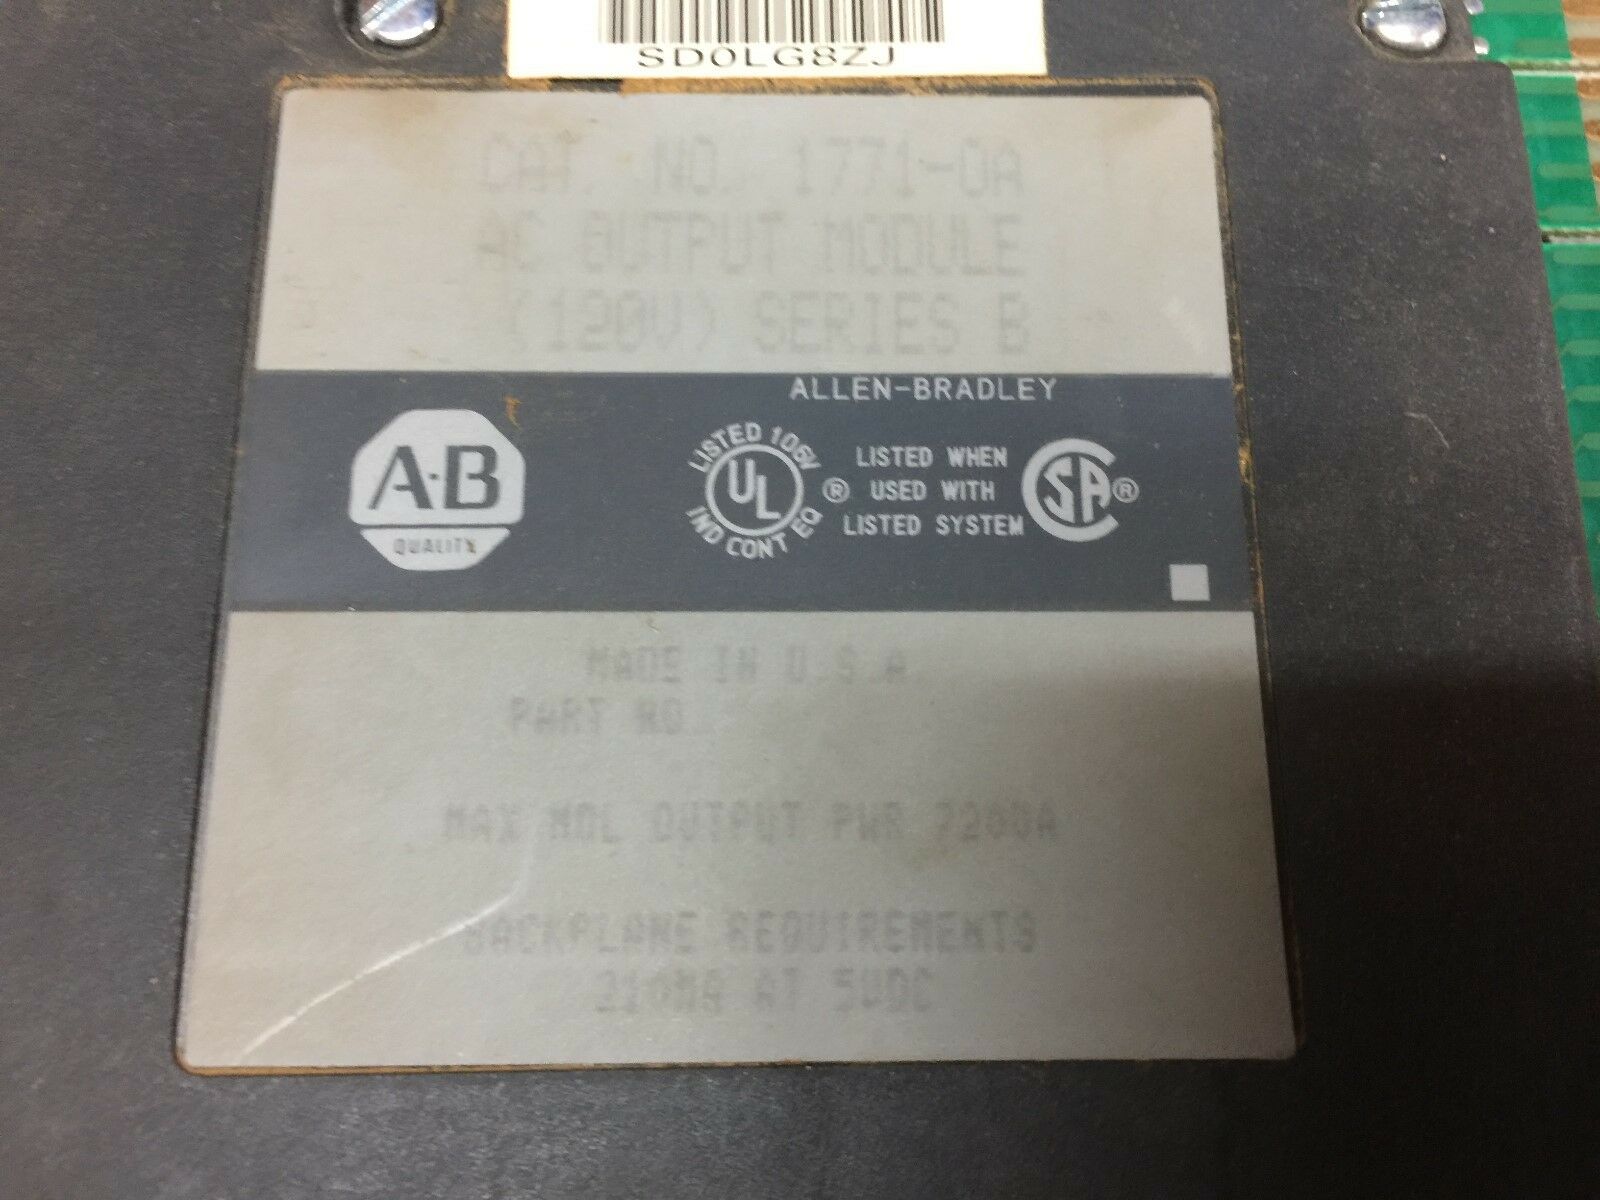 SD0LG8ZJ
CAT. NO. 1771-OA
AC OUTPUT MODULE
(120V) SERIES B
ALLEN-BRADLEY
A·B
QUALITY
LISTED 106V
UL ®
IND CONT EQ
LISTED WHEN
USED WITH
LISTED SYSTEM
SA ®
MADE IN U.S.A.
PART NO.
MAX MDL OUTPUT PWR 720VA
BACKPLANE REQUIREMENTS
210MA AT 5VDC